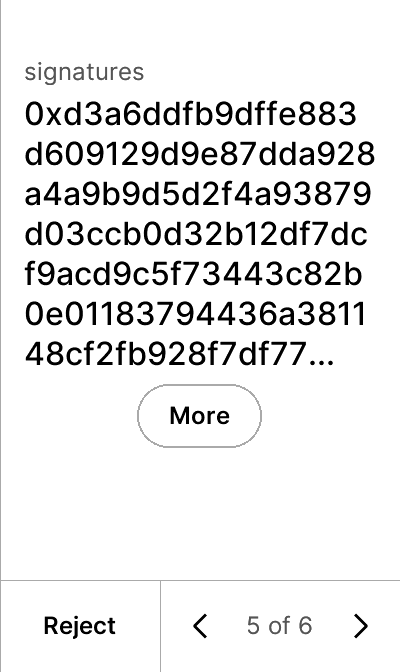 signatures
0xd3a6ddfb9dffe883
d609129d9e87dda928
a4a9b9d5d2f4a93879
d03ccb0d32b12df7dc
f9acd9c5f73443c82b
0e01183794436a3811
48cf2fb928f7df77...
More
Reject
5 of 6